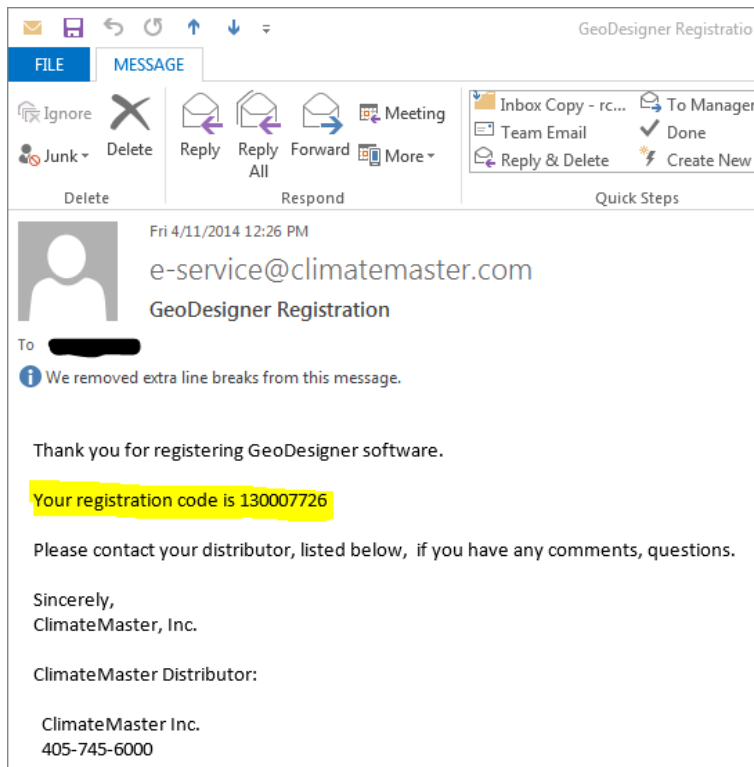 GeoDesigner Registratio
FILE MESSAGE
Ignore
Junk
Delete
Reply
Reply All
Forward
Meeting
More
Inbox Copy - rc...
Team Email
Reply & Delete
To Manager
Done
Create New
Delete
Respond
Quick Steps
Fri 4/11/2014 12:26 PM
e-service@climatemaster.com
GeoDesigner Registration
To
We removed extra line breaks from this message.
Thank you for registering GeoDesigner software.
Your registration code is 130007726
Please contact your distributor, listed below,  if you have any comments, questions.
Sincerely,
ClimateMaster, Inc.
ClimateMaster Distributor:
ClimateMaster Inc.
405-745-6000